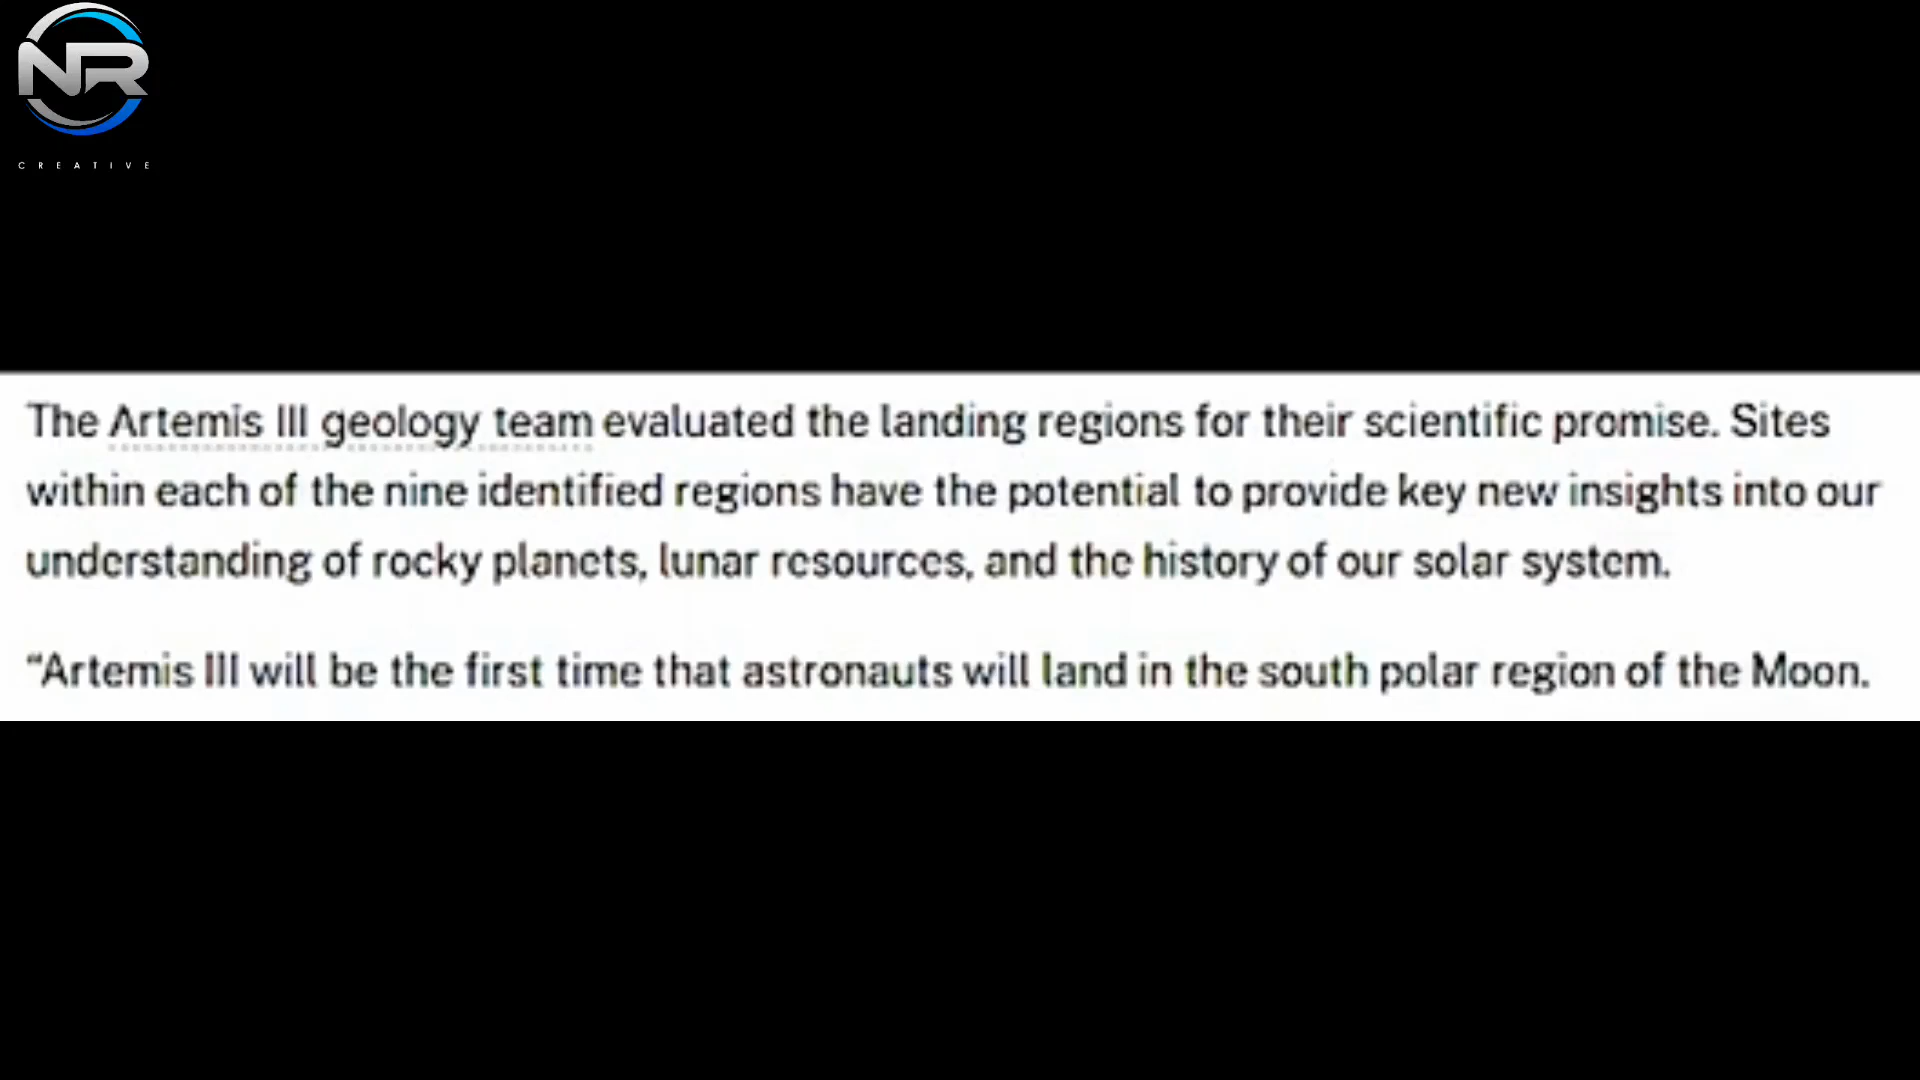 NR
CREATIVE
The Artemis III geology team evaluated the landing regions for their scientific promise. Sites
within each of the nine identified regions have the potential to provide key new insights into our
understanding of rocky planets, lunar resources, and the history of our solar system.
“Artemis III will be the first time that astronauts will land in the south polar region of the Moon.